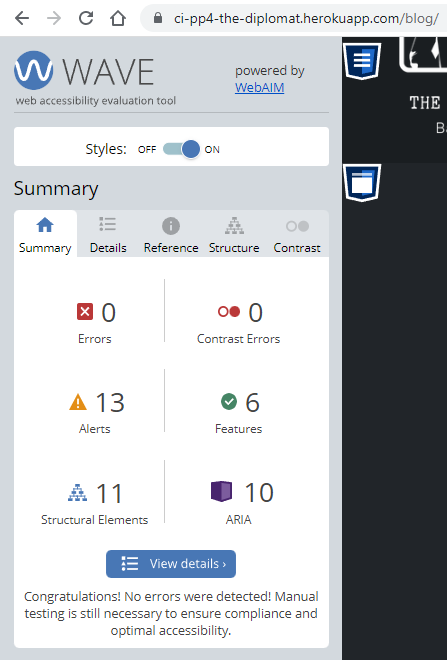 ci-pp4-the-diplomat.herokuapp.com/blog/
WAVE
web accessibility evaluation tool
powered by
WebAIM
Styles: OFF ON
Summary
Summary Details Reference Structure Contrast
0 0
Errors Contrast Errors
13 6
Alerts Features
11 10
Structural Elements ARIA
View details ›
Congratulations! No errors were detected! Manual
testing is still necessary to ensure compliance and
optimal accessibility.
THE
Ba